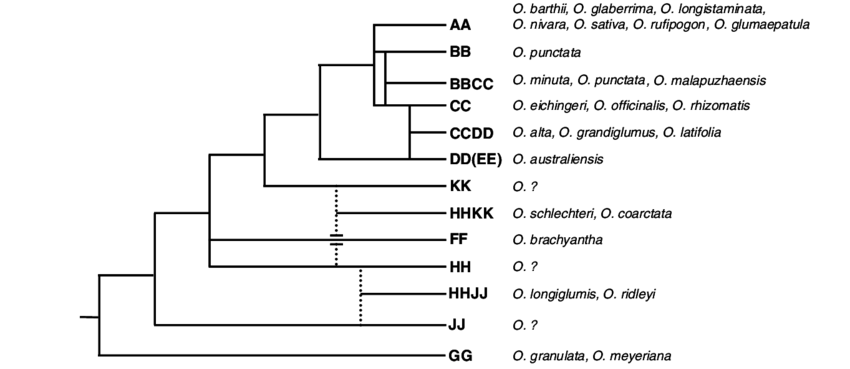 O. barthii, O. glaberrima, O. longistaminata,
AA O. nivara, O. sativa, O. rufipogon, O. glumaepatula
BB O. punctata
BBCC O. minuta, O. punctata, O. malapuzhaensis
CC O. eichingeri, O. officinalis, O. rhizomatis
CCDD O. alta, O. grandiglumus, O. latifolia
DD(EE) O. australiensis
KK O. ?
HHKK O. schlechteri, O. coarctata
FF O. brachyantha
HH O. ?
HHJJ O. longiglumis, O. ridleyi
JJ O. ?
GG O. granulata, O. meyeriana